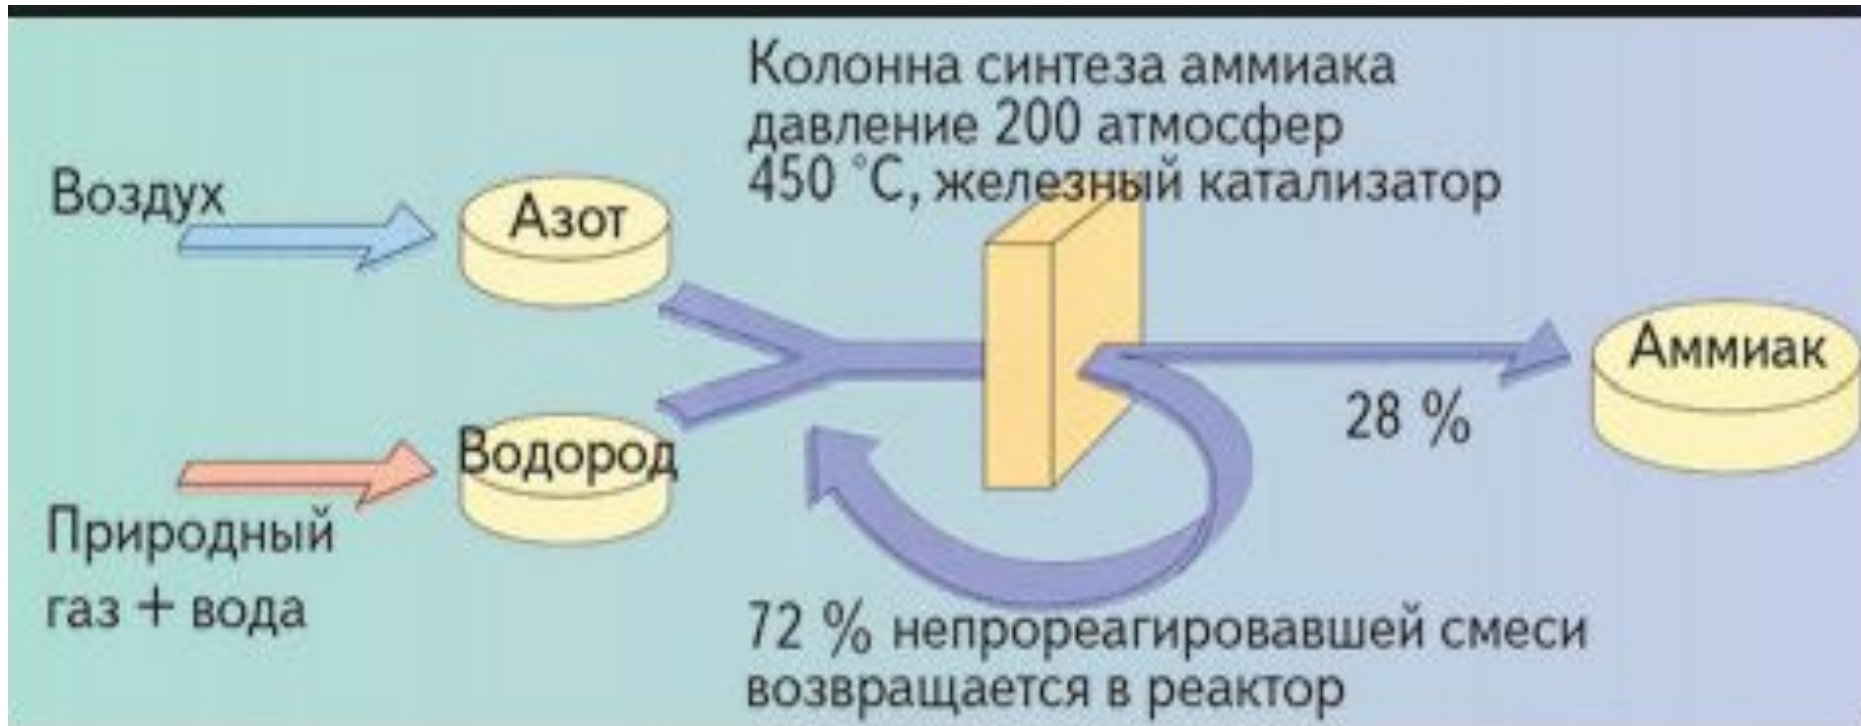 Колонна синтеза аммиака
давление 200 атмосфер
450 °C, железный катализатор
Воздух
Азот
Водород
Природный
газ + вода
Аммиак
28 %
72 % непрореагировавшей смеси
возвращается в реактор